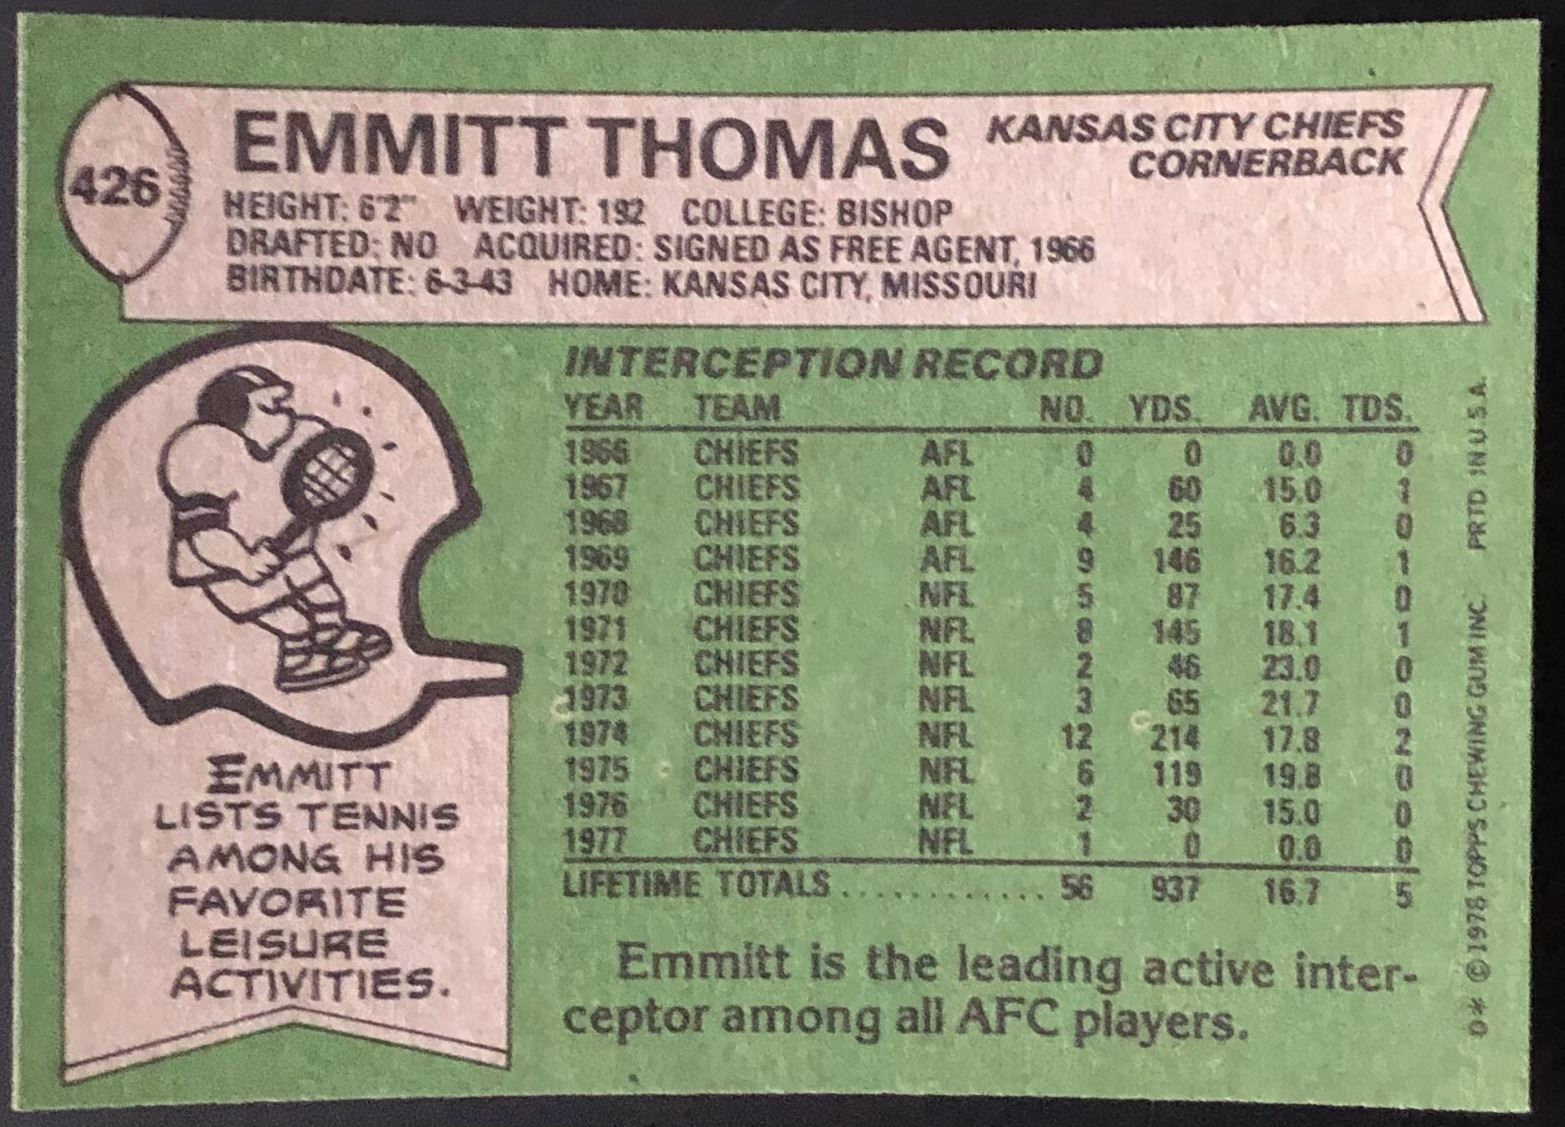 426
EMMITT THOMAS
KANSAS CITY CHIEFS
CORNERBACK
HEIGHT: 6'2" WEIGHT: 192 COLLEGE: BISHOP
DRAFTED: NO ACQUIRED: SIGNED AS FREE AGENT, 1966
BIRTHDATE: 6-3-43 HOME: KANSAS CITY, MISSOURI
INTERCEPTION RECORD
YEAR TEAM NO. YDS. AVG. TDS.
1966 CHIEFS AFL 0 0 0.0 0
1967 CHIEFS AFL 4 60 15.0 1
1968 CHIEFS AFL 4 25 6.3 0
1969 CHIEFS AFL 9 146 16.2 1
1970 CHIEFS NFL 5 87 17.4 0
1971 CHIEFS NFL 8 145 18.1 1
1972 CHIEFS NFL 2 46 23.0 0
1973 CHIEFS NFL 3 65 21.7 0
1974 CHIEFS NFL 12 214 17.8 2
1975 CHIEFS NFL 6 119 19.8 0
1976 CHIEFS NFL 2 30 15.0 0
1977 CHIEFS NFL 1 0 0.0 0
LIFETIME TOTALS ............. 56 937 16.7 5
Emmitt is the leading active inter-
ceptor among all AFC players.
EMMITT
LISTS TENNIS
AMONG HIS
FAVORITE
LEISURE
ACTIVITIES.
0* © 1978 TOPPS CHEWING GUM INC. PRTD IN U.S.A.